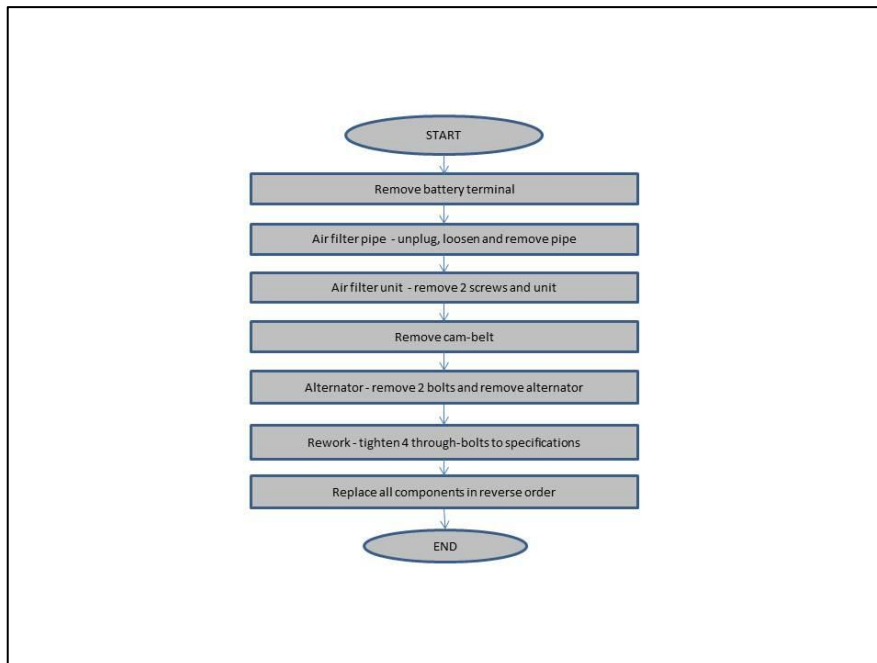 START
Remove battery terminal
Air filter pipe - unplug, loosen and remove pipe
Air filter unit - remove 2 screws and unit
Remove cam-belt
Alternator - remove 2 bolts and remove alternator
Rework - tighten 4 through-bolts to specifications
Replace all components in reverse order
END